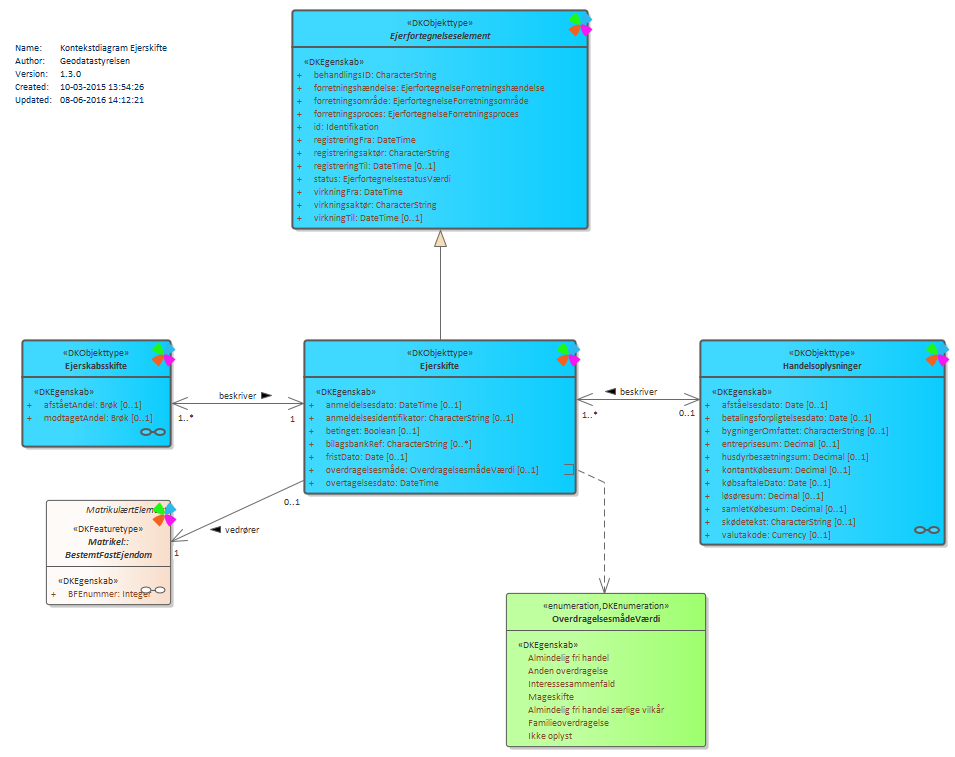 Name: Kontekstdiagram Ejerskifte
Author: Geodatastyrelsen
Version: 1.3.0
Created: 10-03-2015 13:54:26
Updated: 08-06-2016 14:12:21
«DKObjekttype»
Ejerfortegnelseselement
«DKEgenskab»
+ behandlingsID: CharacterString
+ forretningshændelse: EjerfortegnelseForretningshændelse
+ forretningsområde: EjerfortegnelseForretningsområde
+ forretningsproces: EjerfortegnelseForretningsproces
+ id: Identifikation
+ registreringFra: DateTime
+ registreringsaktør: CharacterString
+ registreringTil: DateTime [0..1]
+ status: EjerfortegnelsestatusVærdi
+ virkningFra: DateTime
+ virkningsaktør: CharacterString
+ virkningTil: DateTime [0..1]
«DKObjekttype»
Ejerskabsskifte
«DKEgenskab»
+ afståetAndel: Brøk [0..1]
+ modtagetAndel: Brøk [0..1]
beskriver
1..*
1
«DKObjekttype»
Ejerskifte
«DKEgenskab»
+ anmeldelsesdato: DateTime [0..1]
+ anmeldelsesidentifikator: CharacterString [0..1]
+ betinget: Boolean [0..1]
+ bilagsbankRef: CharacterString [0..*]
+ fristDato: Date [0..1]
+ overdragelsesmåde: OverdragelsesmådeVærdi [0..1]
+ overtagelsesdato: DateTime
beskriver
1..*
0..1
«DKObjekttype»
Handelsoplysninger
«DKEgenskab»
+ afståelsesdato: Date [0..1]
+ betalingsforpligtelsesdato: Date [0..1]
+ bygningerOmfattet: CharacterString [0..1]
+ entreprisesum: Decimal [0..1]
+ husdyrbesætningsum: Decimal [0..1]
+ kontantKøbesum: Decimal [0..1]
+ købsaftaleDato: Date [0..1]
+ løsøresum: Decimal [0..1]
+ samletKøbesum: Decimal [0..1]
+ skødetekst: CharacterString [0..1]
+ valutakode: Currency [0..1]
0..1
vedrører
1
«DKFeaturetype»
Matrikel::
BestemtFastEjendom
«DKEgenskab»
+ BFEnummer: Integer
«enumeration,DKEnumeration»
OverdragelsesmådeVærdi
«DKEgenskab»
Almindelig fri handel
Anden overdragelse
Interessesammenfald
Mageskifte
Almindelig fri handel særlige vilkår
Familieoverdragelse
Ikke oplyst